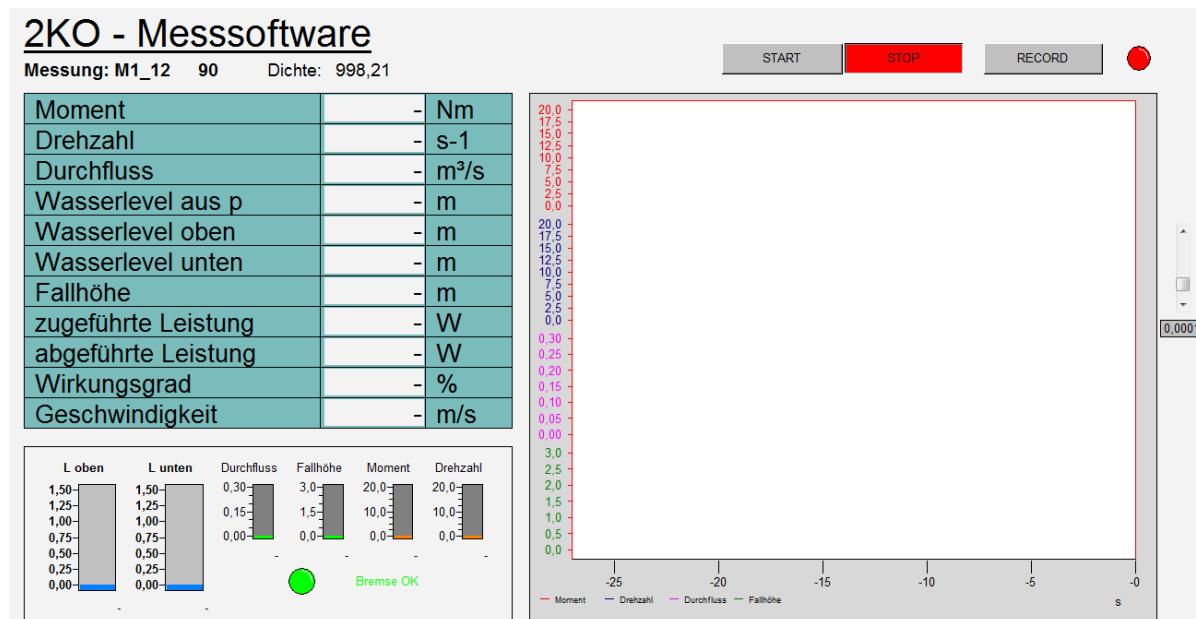 2KO - Messsoftware
Messung: M1_12 90 Dichte: 998,21
START STOP RECORD
Moment - Nm
Drehzahl - s-1
Durchfluss - m³/s
Wasserlevel aus p - m
Wasserlevel oben - m
Wasserlevel unten - m
Fallhöhe - m
zugeführte Leistung - W
abgeführte Leistung - W
Wirkungsgrad - %
Geschwindigkeit - m/s
L oben L unten Durchfluss Fallhöhe Moment Drehzahl
1,50 1,50 0,30 3,0 20,0 20,0
1,25 1,25
1,00 1,00 0,15 1,5 10,0 10,0
0,75 0,75 0,00 0,0 0,0 0,0
0,50 0,50 - - - -
0,25 0,25
0,00 0,00
- -
Bremse OK
20,0
17,5
15,0
12,5
10,0
7,5
5,0
2,5
0,0
20,0
17,5
15,0
12,5
10,0
7,5
5,0
2,5
0,0
0,30
0,25
0,20
0,15
0,10
0,05
0,00
3,0
2,5
2,0
1,5
1,0
0,5
0,0
-25 -20 -15 -10 -5 -0
s
Moment Drehzahl Durchfluss Fallhöhe
0,0001